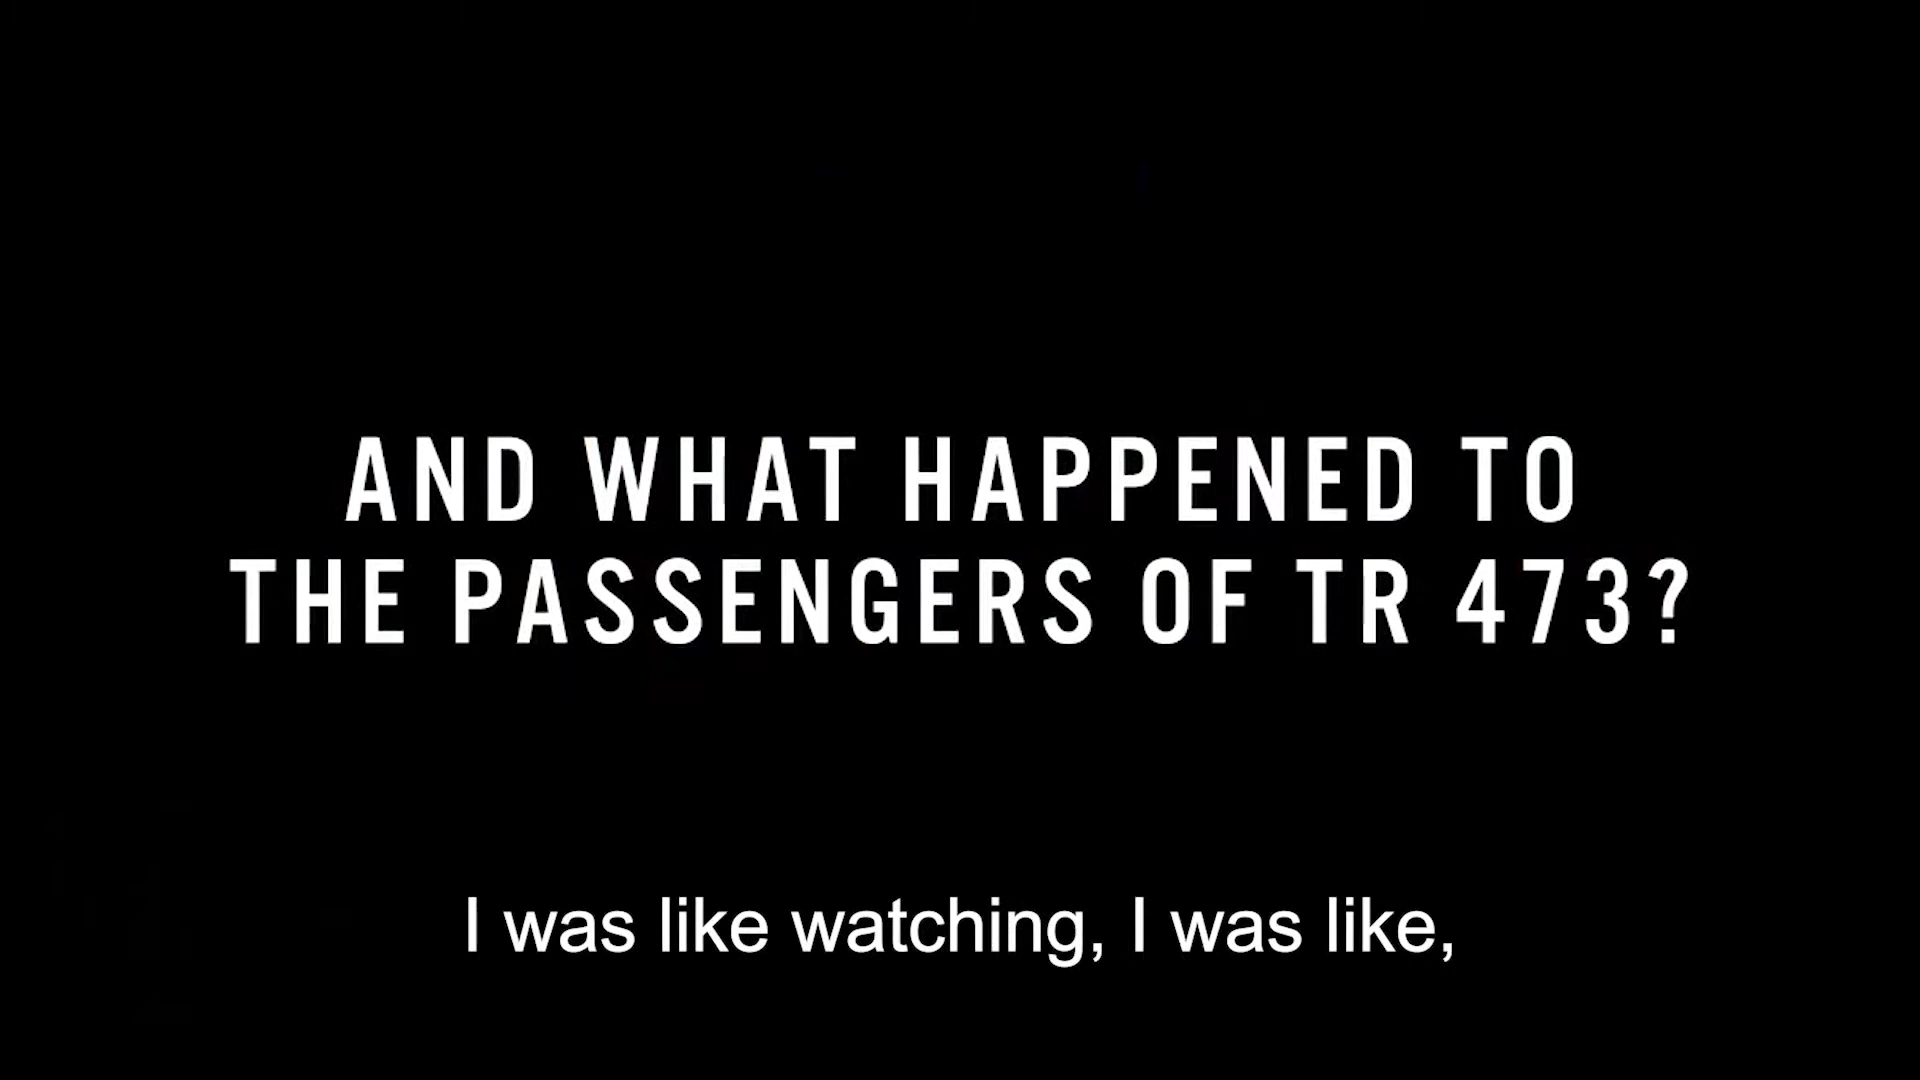 AND WHAT HAPPENED TO
THE PASSENGERS OF TR 473?
I was like watching, I was like,